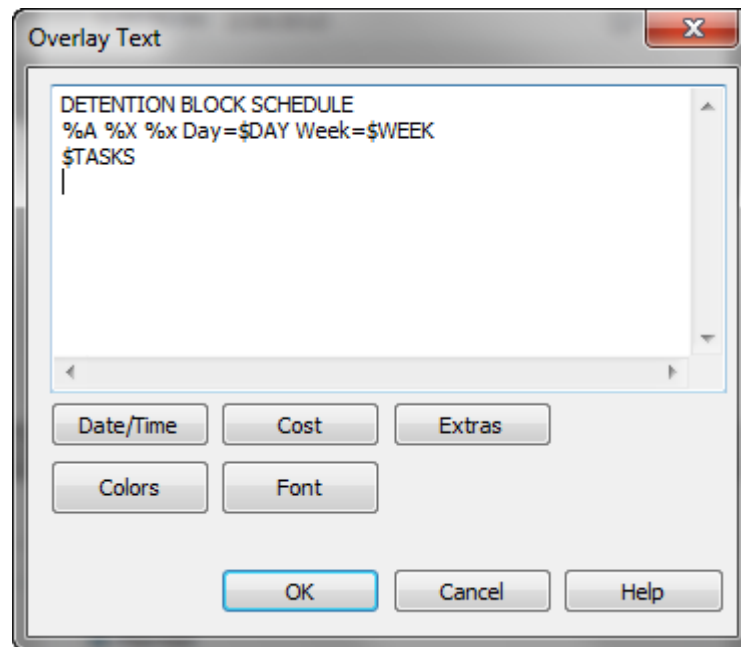 Overlay Text
DETENTION BLOCK SCHEDULE
%A %X %x Day=$DAY Week=$WEEK
$TASKS
Date/Time Cost Extras
Colors Font
OK Cancel Help